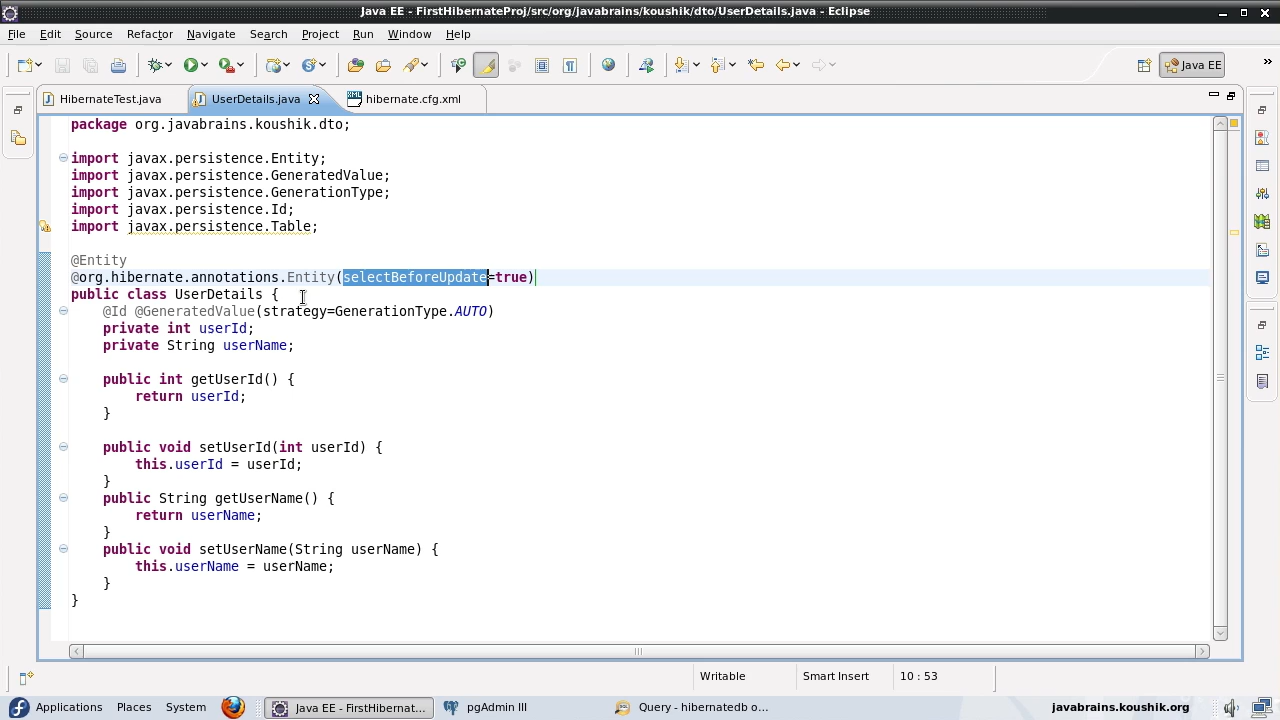 Java EE - FirstHibernateProj/src/org/javabrains/koushik/dto/UserDetails.java - Eclipse
File Edit Source Refactor Navigate Search Project Run Window Help
Java EE
HibernateTest.java UserDetails.java hibernate.cfg.xml
package org.javabrains.koushik.dto;
import javax.persistence.Entity;
import javax.persistence.GeneratedValue;
import javax.persistence.GenerationType;
import javax.persistence.Id;
import javax.persistence.Table;
@Entity
@org.hibernate.annotations.Entity(selectBeforeUpdate=true)
public class UserDetails {
@Id @GeneratedValue(strategy=GenerationType.AUTO)
private int userId;
private String userName;
public int getUserId() {
return userId;
}
public void setUserId(int userId) {
this.userId = userId;
}
public String getUserName() {
return userName;
}
public void setUserName(String userName) {
this.userName = userName;
}
}
Writable Smart Insert 10 : 53
Applications Places System Java EE - FirstHibernat... pgAdmin III Query - hibernatedb o... javabrains.koushik.org